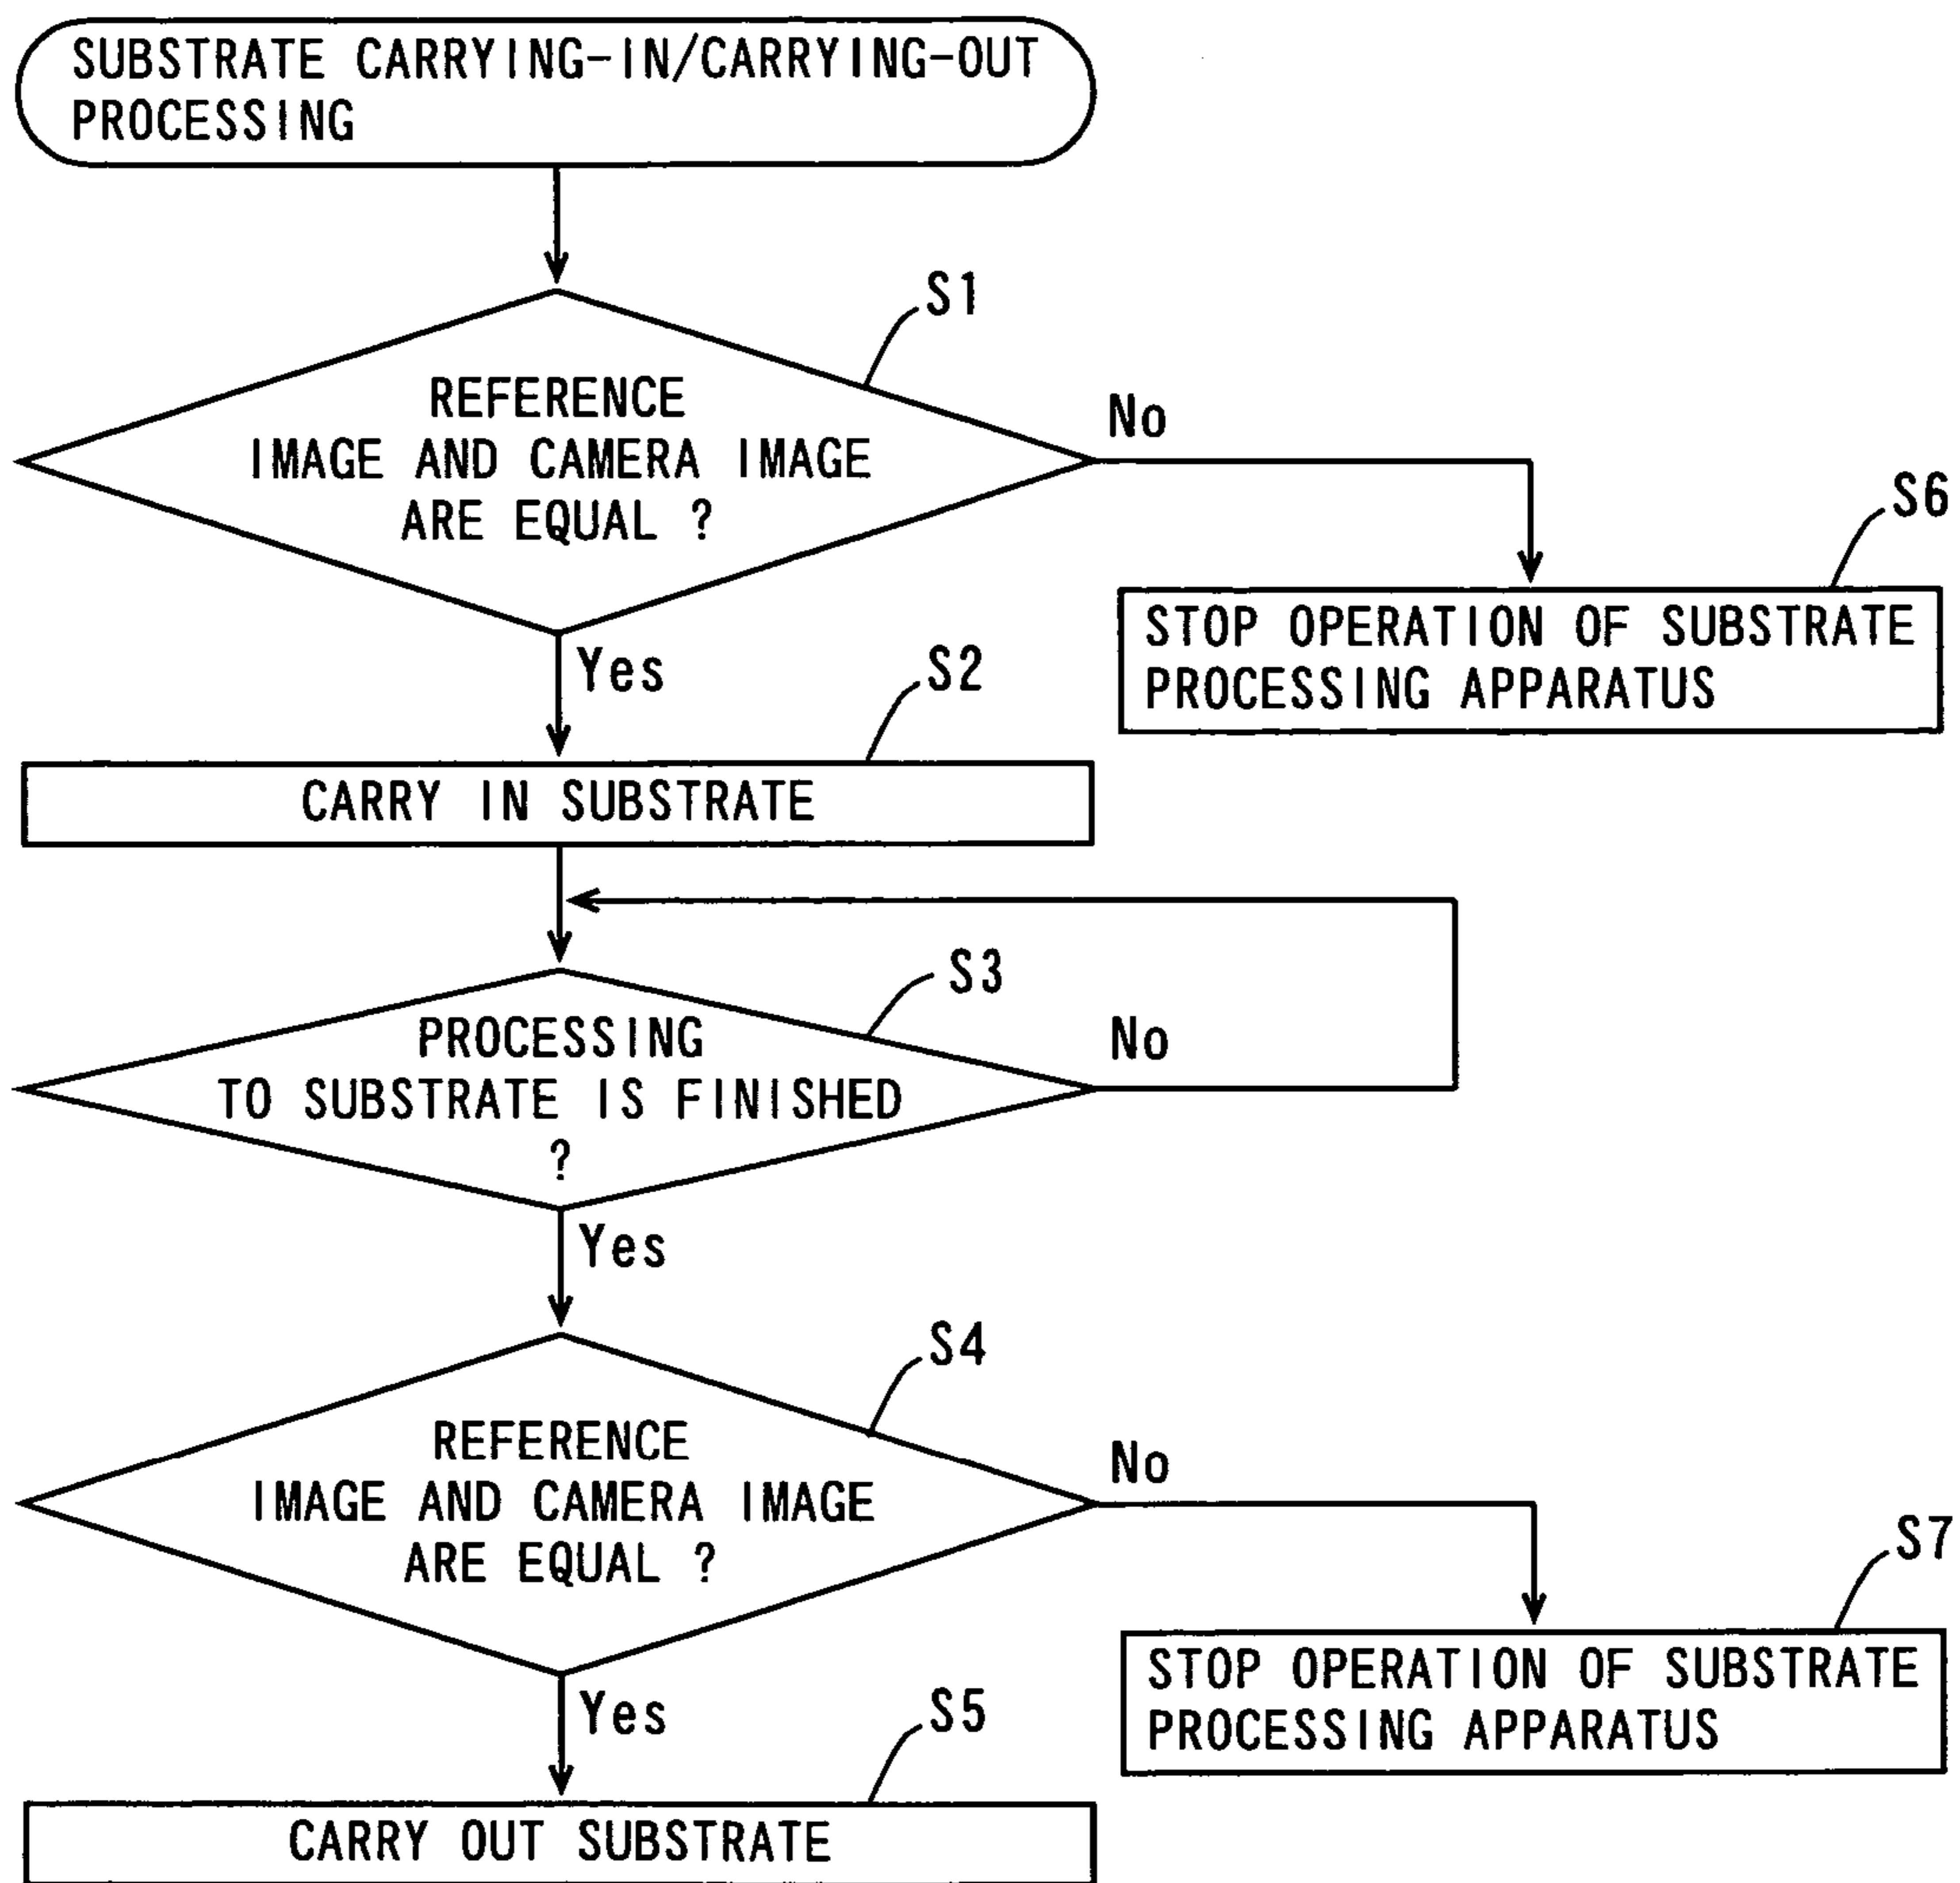 SUBSTRATE CARRYING-IN/CARRYING-OUT
PROCESSING
S1
REFERENCE
IMAGE AND CAMERA IMAGE
ARE EQUAL ?
No
S6
STOP OPERATION OF SUBSTRATE
PROCESSING APPARATUS
Yes
S2
CARRY IN SUBSTRATE
S3
PROCESSING
TO SUBSTRATE IS FINISHED
?
No
Yes
S4
REFERENCE
IMAGE AND CAMERA IMAGE
ARE EQUAL ?
No
S7
STOP OPERATION OF SUBSTRATE
PROCESSING APPARATUS
Yes
S5
CARRY OUT SUBSTRATE